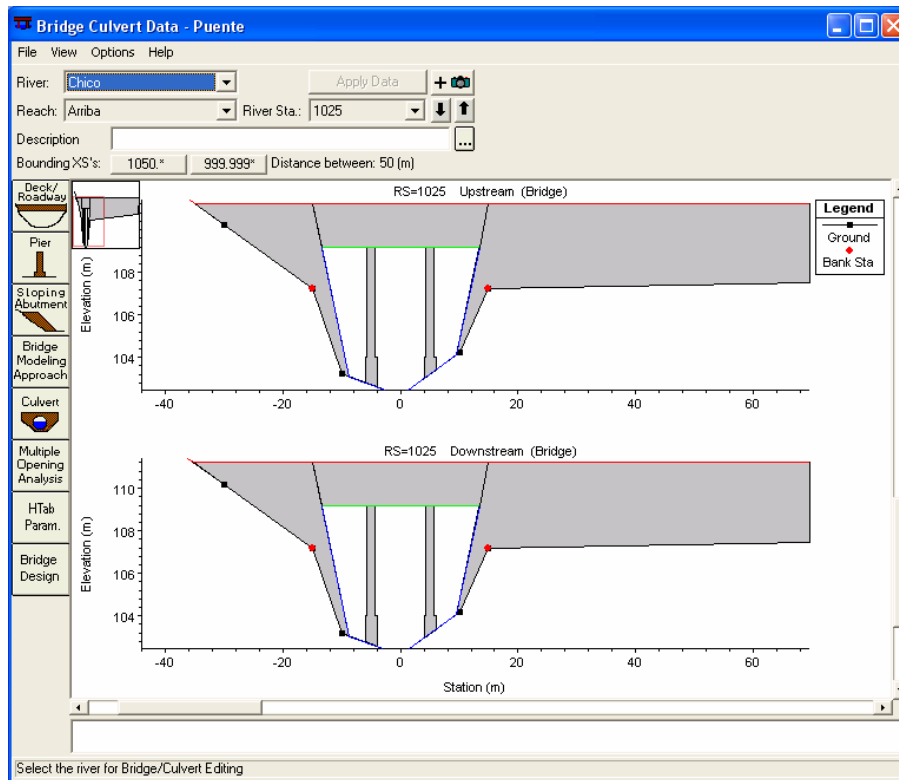 Bridge Culvert Data - Puente
File View Options Help
River: Chico Apply Data
Reach: Arriba River Sta.: 1025
Description ...
Bounding XS's: 1050.* 999.999* Distance between: 50 (m)
Deck/
Roadway
Pier
Sloping
Abutment
Bridge
Modeling
Approach
Culvert
Multiple
Opening
Analysis
HTab
Param.
Bridge
Design
RS=1025 Upstream (Bridge)
Elevation (m)
108
106
104
-40 -20 0 20 40 60
Legend
Ground
Bank Sta
RS=1025 Downstream (Bridge)
Elevation (m)
110
108
106
104
-40 -20 0 20 40 60
Station (m)
Select the river for Bridge/Culvert Editing